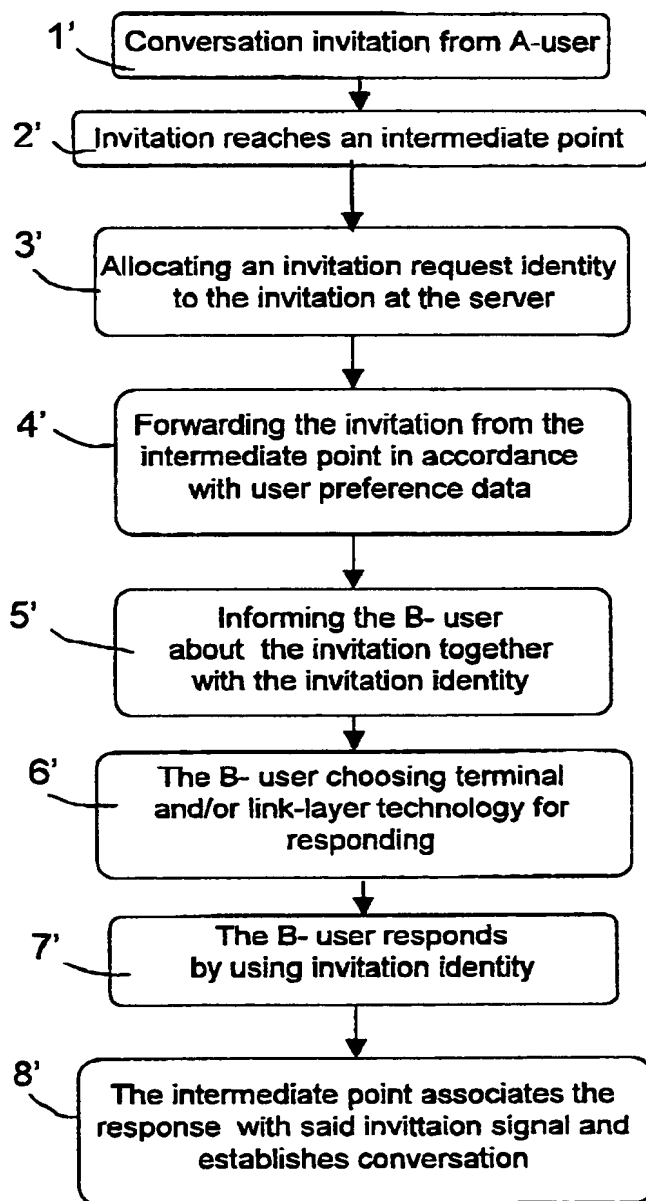 1'
Conversation invitation from A-user
2'
Invitation reaches an intermediate point
3'
Allocating an invitation request identity
to the invitation at the server
4'
Forwarding the invitation from the
intermediate point in accordance
with user preference data
5'
Informing the B- user
about the invitation together
with the invitation identity
6'
The B- user choosing terminal
and/or link-layer technology for
responding
7'
The B- user responds
by using invitation identity
8'
The intermediate point associates the
response with said invittaion signal and
establishes conversation